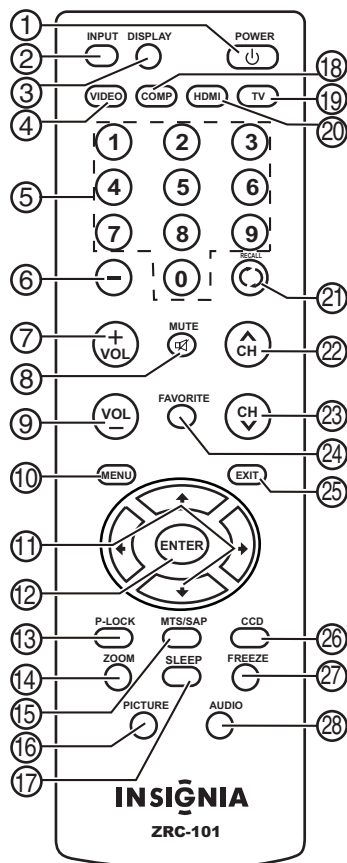 1 INPUT DISPLAY POWER
2
3 18
4 VIDEO COMP HDMI TV 19
20
1 2 3
5 4 5 6
7 8 9
6 − 0 RECALL
21
7 + VOL MUTE ^ CH 22
8
9 VOL − FAVORITE CH 23
24
10 MENU EXIT 25
11 ENTER
12
13 P-LOCK MTS/SAP CCD 26
14 ZOOM SLEEP FREEZE 27
15
16 PICTURE AUDIO 28
17
INSIGNIA
ZRC-101